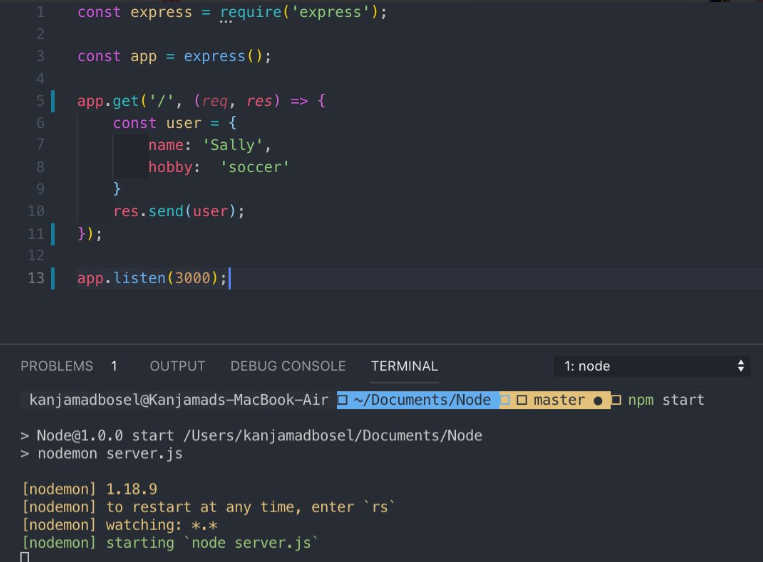 1 const express = require('express');
2
3 const app = express();
4
5 app.get('/', (req, res) => {
6 const user = {
7 name: 'Sally',
8 hobby:  'soccer'
9 }
10 res.send(user);
11 });
12
13 app.listen(3000);
PROBLEMS 1 OUTPUT DEBUG CONSOLE TERMINAL 1: node
kanjamadbosel@Kanjamads-MacBook-Air ~/Documents/Node master ● npm start
> Node@1.0.0 start /Users/kanjamadbosel/Documents/Node
> nodemon server.js
[nodemon] 1.18.9
[nodemon] to restart at any time, enter `rs`
[nodemon] watching: *.*
[nodemon] starting `node server.js`